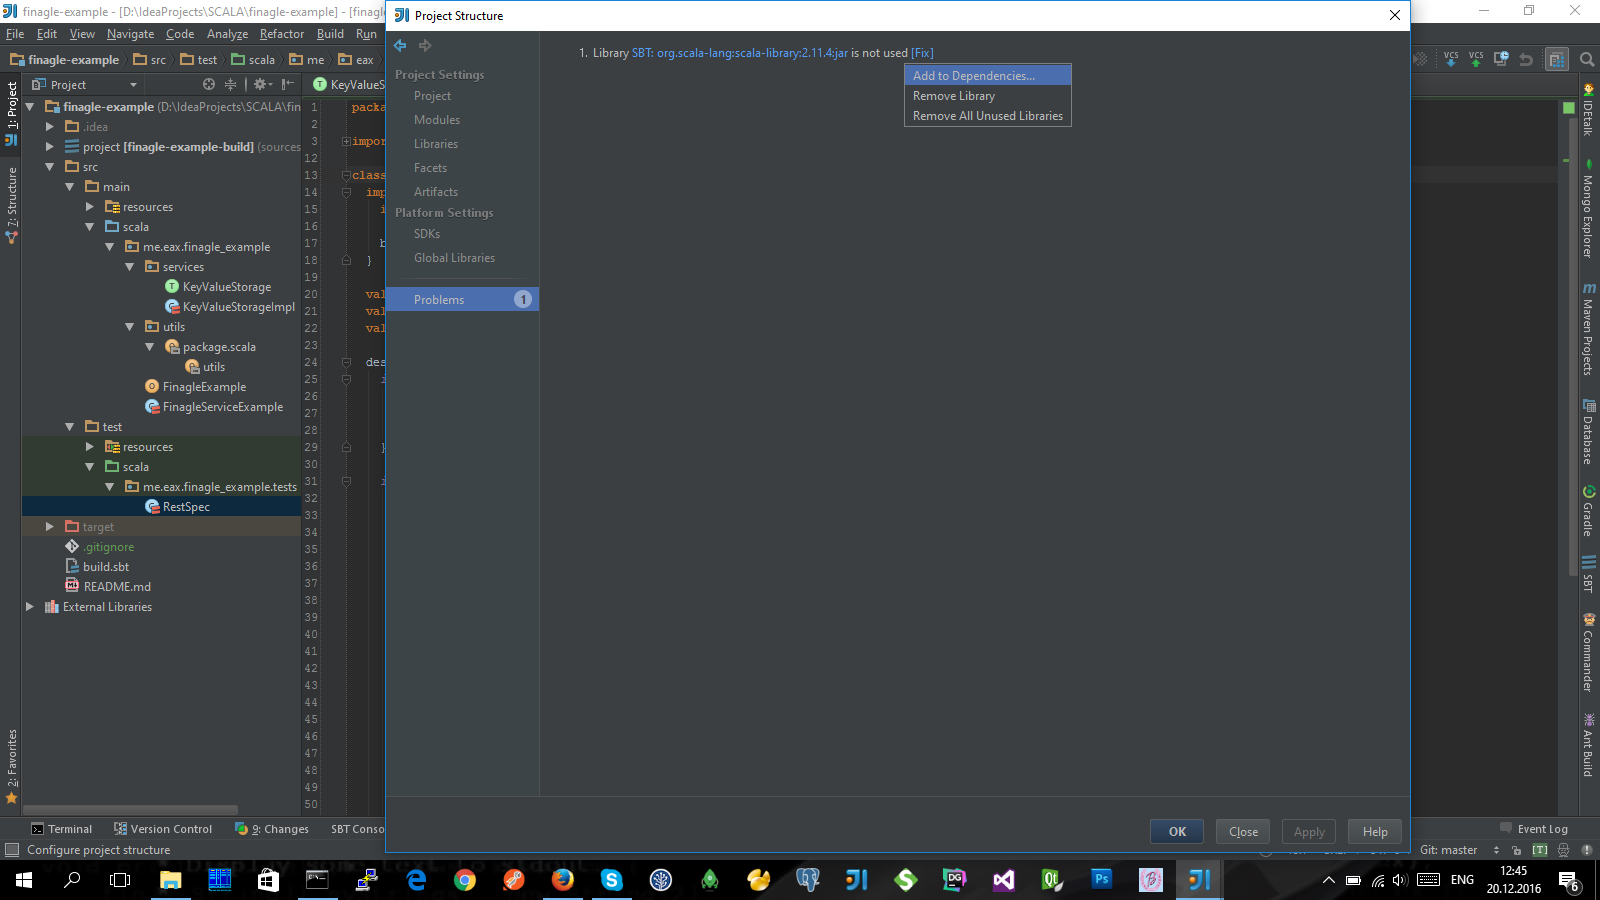 finagle-example - [D:\IdeaProjects\SCALA\finagle-example] - [finag
File Edit View Navigate Code Analyze Refactor Build Run
finagle-example src test scala me eax
Project
KeyValueS
Project Structure
Project Settings
Project
Modules
Libraries
Facets
Artifacts
Platform Settings
SDKs
Global Libraries
Problems 1
1. Library SBT: org.scala-lang:scala-library:2.11.4:jar is not used [Fix]
Add to Dependencies...
Remove Library
Remove All Unused Libraries
OK Close Apply Help
1: Project
7: Structure
2: Favorites
finagle-example (D:\IdeaProjects\SCALA\fin
.idea
project [finagle-example-build] (sources
src
main
resources
scala
me.eax.finagle_example
services
KeyValueStorage
KeyValueStorageImpl
utils
package.scala
utils
FinagleExample
FinagleServiceExample
test
resources
scala
me.eax.finagle_example.tests
RestSpec
target
.gitignore
build.sbt
README.md
External Libraries
1 packa
2
3 impor
12
13 class
14 imp
15 i
16
17 b
18 }
19
20 val
21 val
22 val
23
24 des
25 i
26
27
28
29 }
30
31 i
32
33
34
35
36
37
38
39
40
41
42
43
44
45
46
47
48
49
50
VCS VCS
IDEtalk
Mongo Explorer
Maven Projects
Database
Gradle
SBT
Commander
Ant Build
Terminal Version Control 9: Changes SBT Conso
Event Log
Configure project structure
Git: master [T]
ENG
12:45
20.12.2016
6